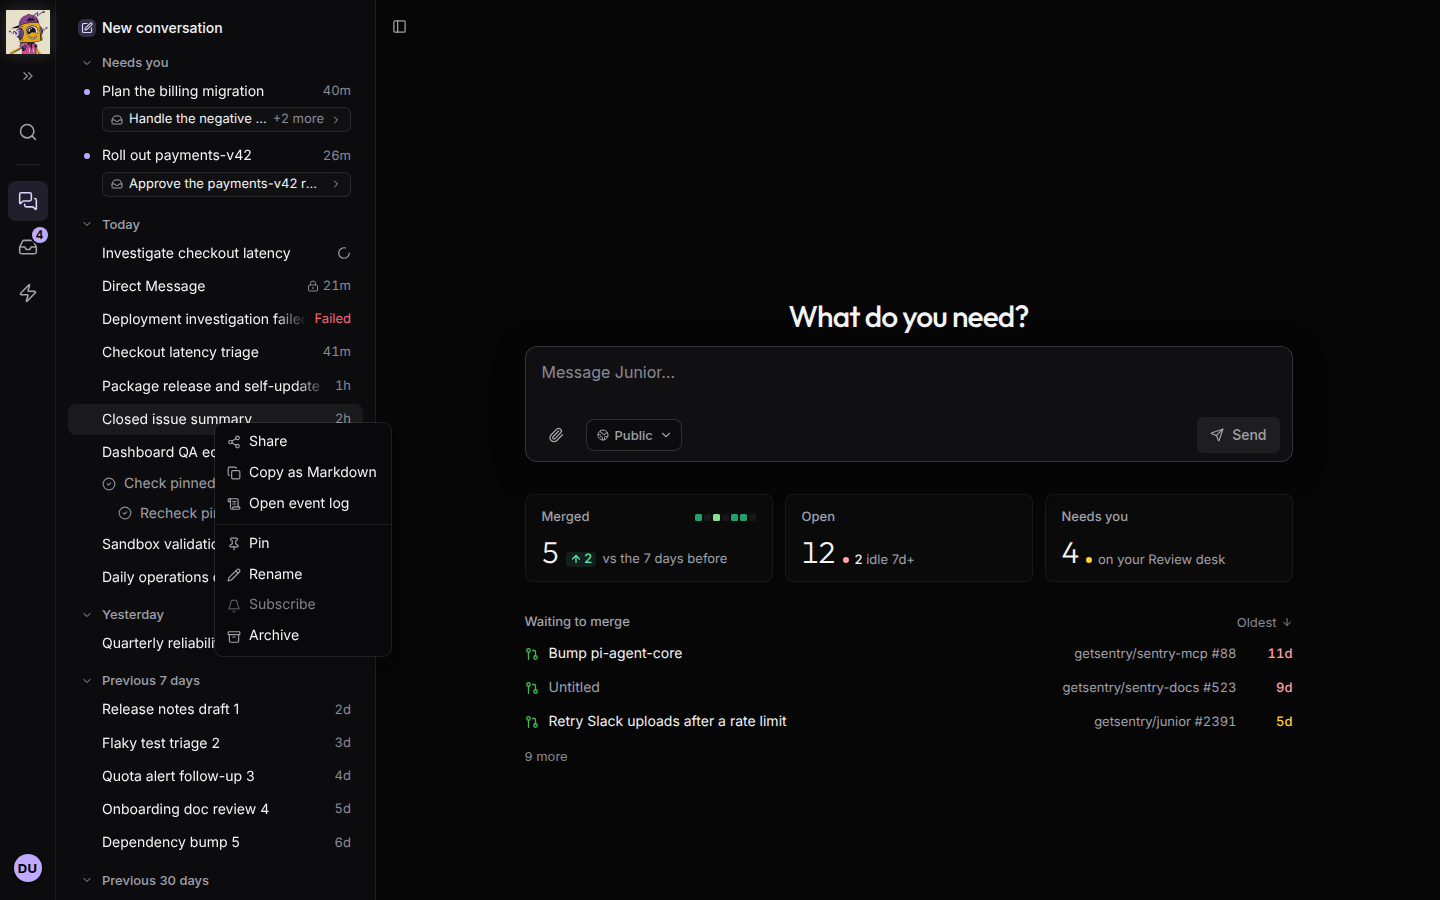 New conversation
Needs you
Plan the billing migration 40m
Handle the negative ... +2 more
Roll out payments-v42 26m
Approve the payments-v42 r...
Today
4
Investigate checkout latency
Direct Message 21m
Deployment investigation failed Failed
Checkout latency triage 41m
Package release and self-update 1h
Closed issue summary 2h
Share
Dashboard QA
Copy as Markdown
Check pinned
Open event log
Recheck
Sandbox
Pin
Daily operations
Rename
Subscribe
Yesterday
Archive
Quarterly
Previous 7 days
Release notes draft 1 2d
Flaky test triage 2 3d
Quota alert follow-up 3 4d
Onboarding doc review 4 5d
Dependency bump 5 6d
Previous 30 days
DU
What do you need?
Message Junior...
Public
Send
Merged
5 2 vs the 7 days before
Open
12 2 idle 7d+
Needs you
4 on your Review desk
Waiting to merge Oldest
Bump pi-agent-core getsentry/sentry-mcp #88 11d
Untitled getsentry/sentry-docs #523 9d
Retry Slack uploads after a rate limit getsentry/junior #2391 5d
9 more